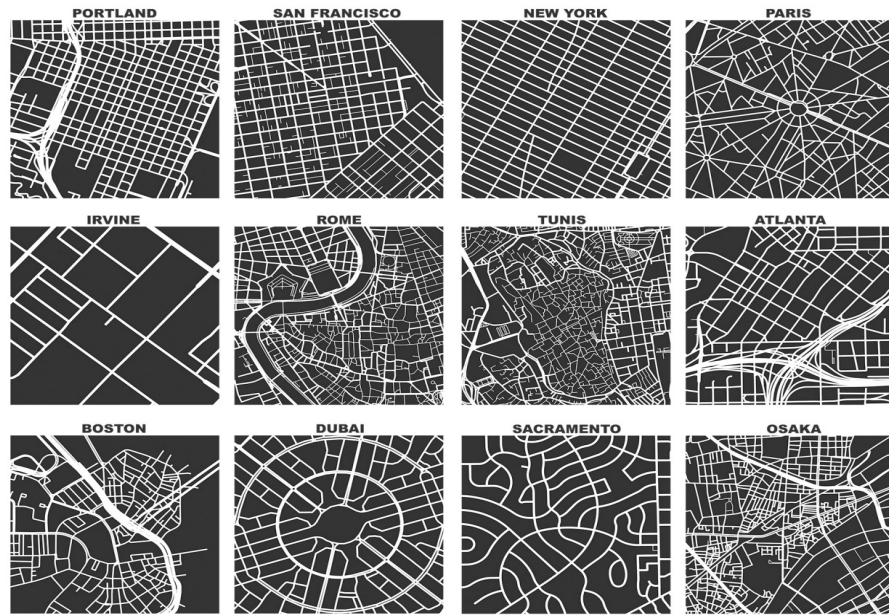 PORTLAND
SAN FRANCISCO
NEW YORK
PARIS
IRVINE
ROME
TUNIS
ATLANTA
BOSTON
DUBAI
SACRAMENTO
OSAKA